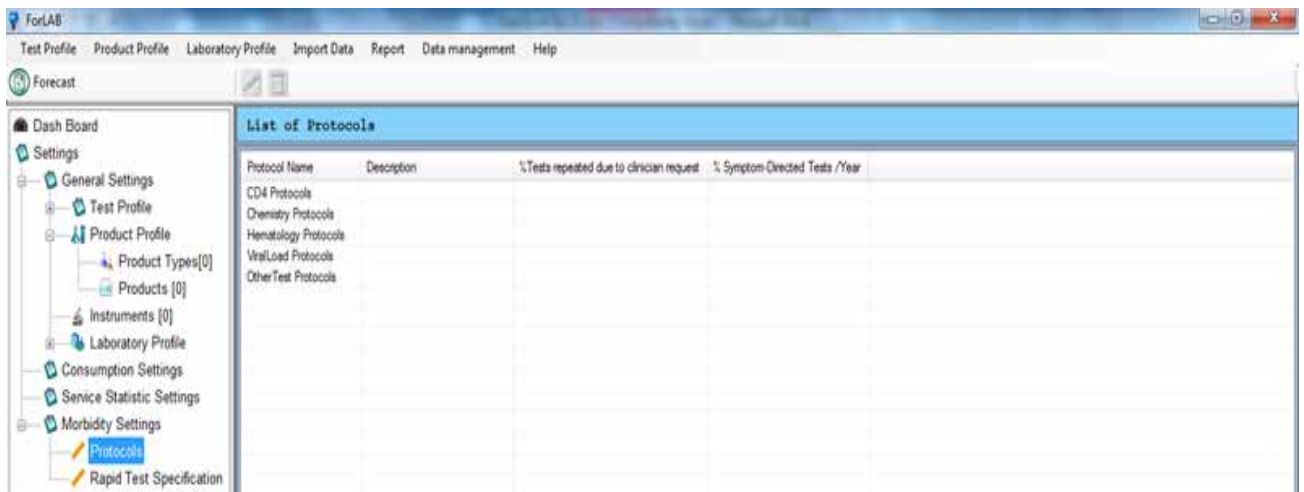 ForLAB
Test Profile Product Profile Laboratory Profile Import Data Report Data management Help
Forecast
Dash Board
Settings
General Settings
Test Profile
Product Profile
Product Types[0]
Products [0]
Instruments [0]
Laboratory Profile
Consumption Settings
Service Statistic Settings
Morbidity Settings
Protocols
Rapid Test Specification
List of Protocols
Protocol Name Description %Tests repeated due to clinician request % Symptom-Directed Tests /Year
CD4 Protocols
Chemistry Protocols
Hematology Protocols
ViralLoad Protocols
OtherTest Protocols